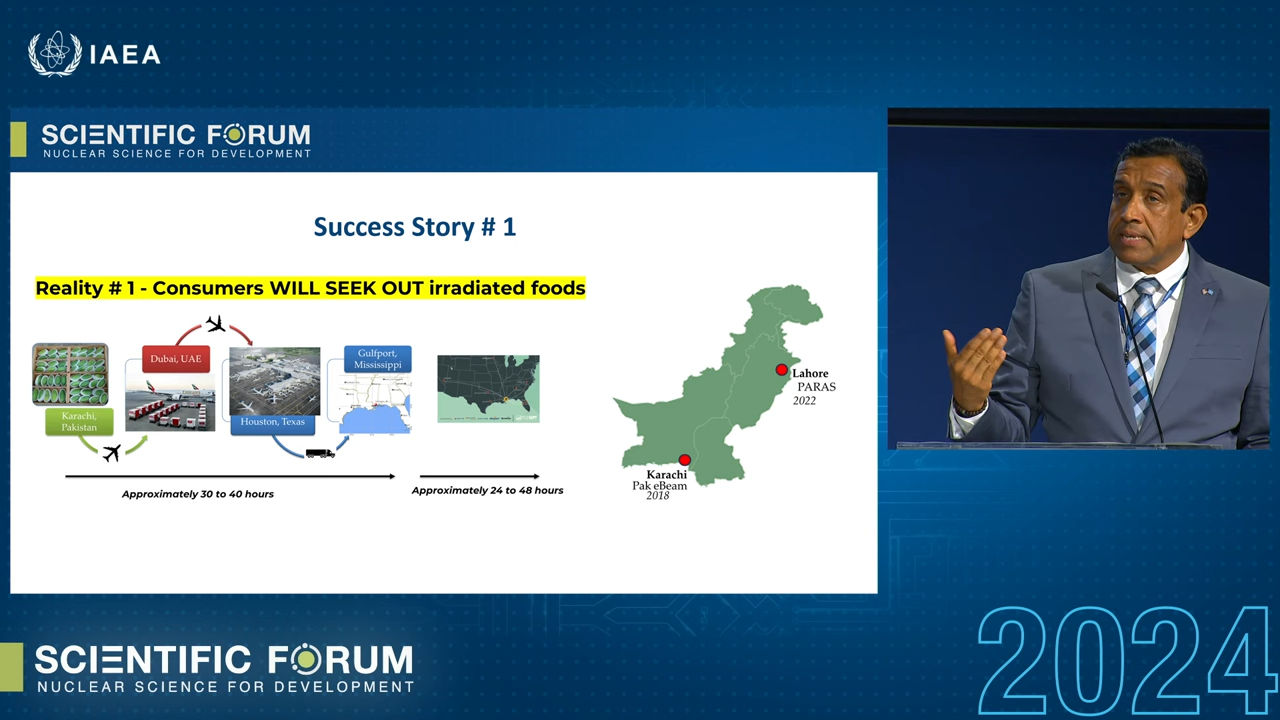 IAEA
SCIENTIFIC FORUM
NUCLEAR SCIENCE FOR DEVELOPMENT
Success Story # 1
Reality # 1 - Consumers WILL SEEK OUT irradiated foods
Karachi,
Pakistan
Dubai, UAE
Houston, Texas
Gulfport,
Mississippi
Approximately 30 to 40 hours
Approximately 24 to 48 hours
Lahore
PARAS
2022
Karachi
Pak eBeam
2018
SCIENTIFIC FORUM
NUCLEAR SCIENCE FOR DEVELOPMENT
2024